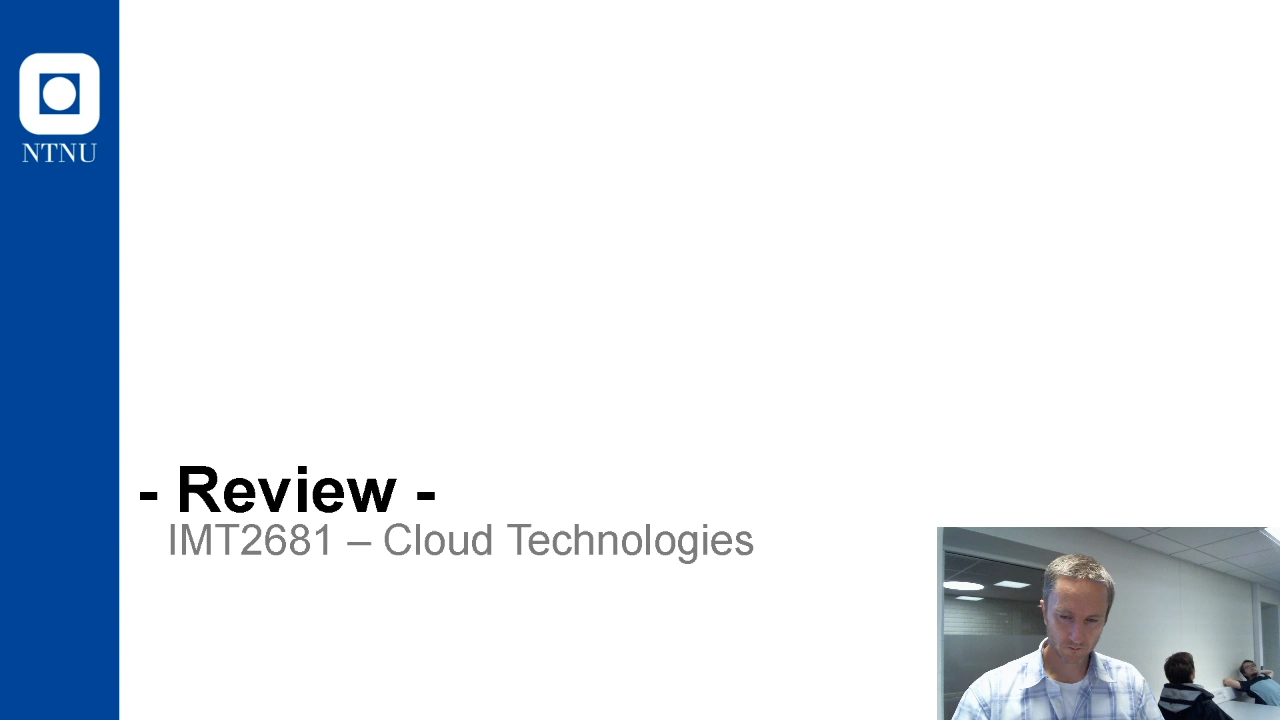 NTNU
- Review -
IMT2681 – Cloud Technologies